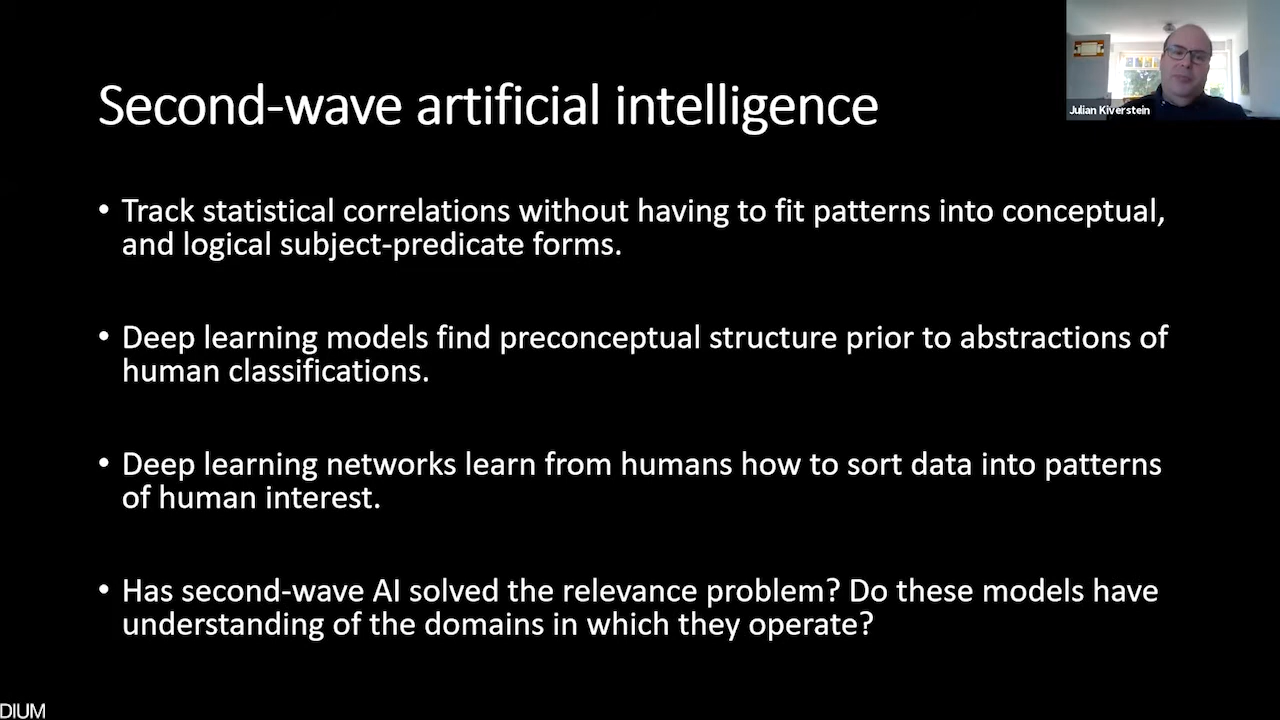 Second-wave artificial intelligence
Julian Kiverstein
• Track statistical correlations without having to fit patterns into conceptual,
and logical subject-predicate forms.
• Deep learning models find preconceptual structure prior to abstractions of
human classifications.
• Deep learning networks learn from humans how to sort data into patterns
of human interest.
• Has second-wave AI solved the relevance problem? Do these models have
understanding of the domains in which they operate?
DIUM